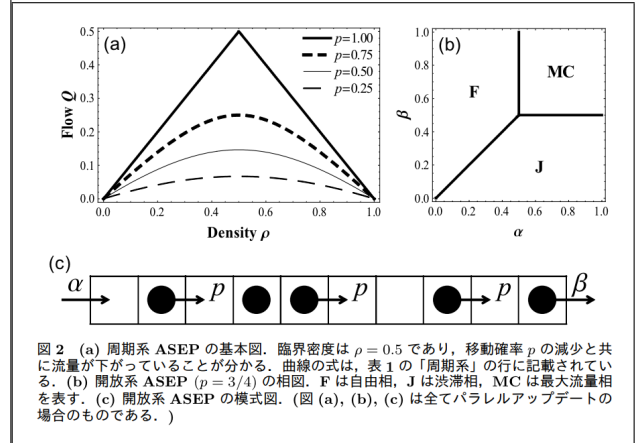 (a)
p=1.00
p=0.75
p=0.50
p=0.25
Flow Q
0.5
0.4
0.3
0.2
0.1
0.0
0.0 0.2 0.4 0.6 0.8 1.0
Density ρ
(b)
β
1.0
0.8
0.6
0.4
0.2
0.0
F
MC
J
0.0 0.2 0.4 0.6 0.8 1.0
α
(c)
α p p p β
図 2 (a) 周期系 ASEP の基本図．臨界密度は ρ = 0.5 であり，移動確率 p の減少と共
に流量が下がっていることが分かる．曲線の式は，表 1 の「周期系」の行に記載されてい
る．(b) 開放系 ASEP (p = 3/4) の相図．F は自由相，J は渋滞相，MC は最大流量相
を表す．(c) 開放系 ASEP の模式図．(図 (a), (b), (c) は全てパラレルアップデートの
場合のものである．)